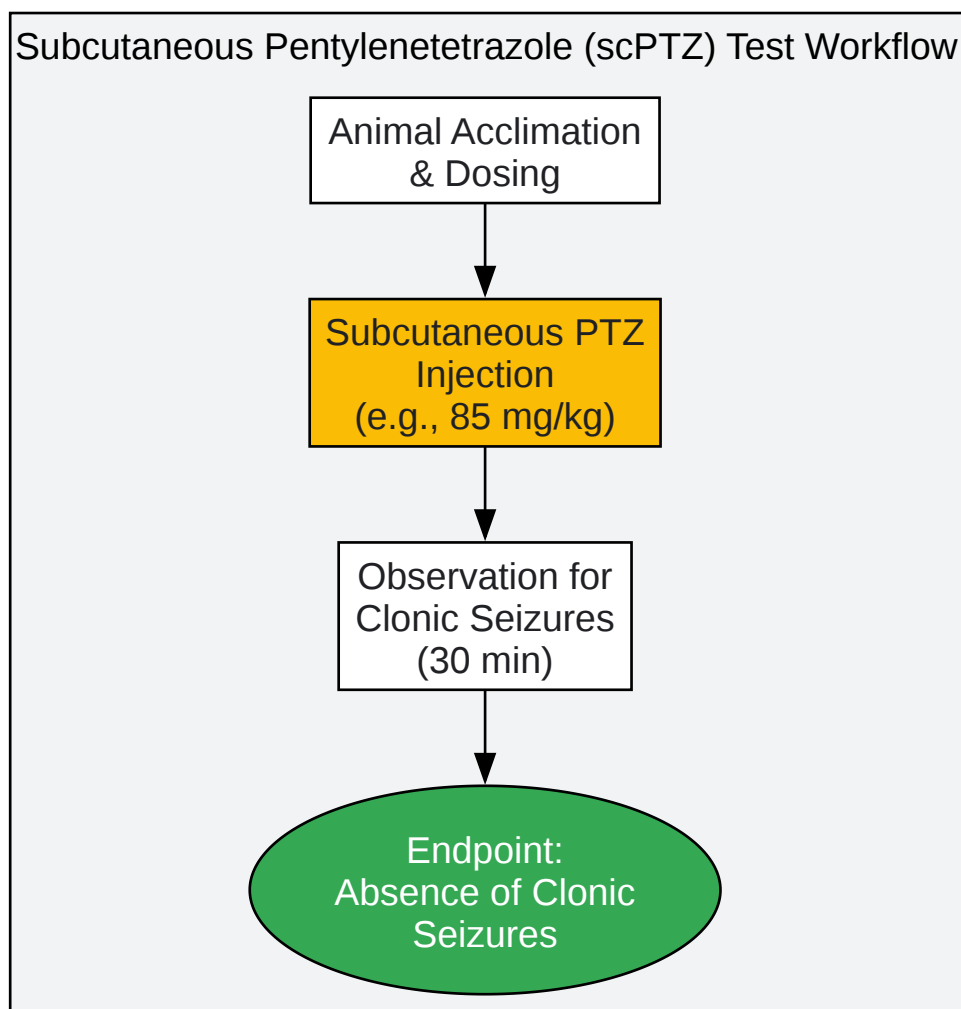 Subcutaneous Pentylenetetrazole (scPTZ) Test Workflow
Animal Acclimation
& Dosing
Subcutaneous PTZ
Injection
(e.g., 85 mg/kg)
Observation for
Clonic Seizures
(30 min)
Endpoint:
Absence of Clonic
Seizures